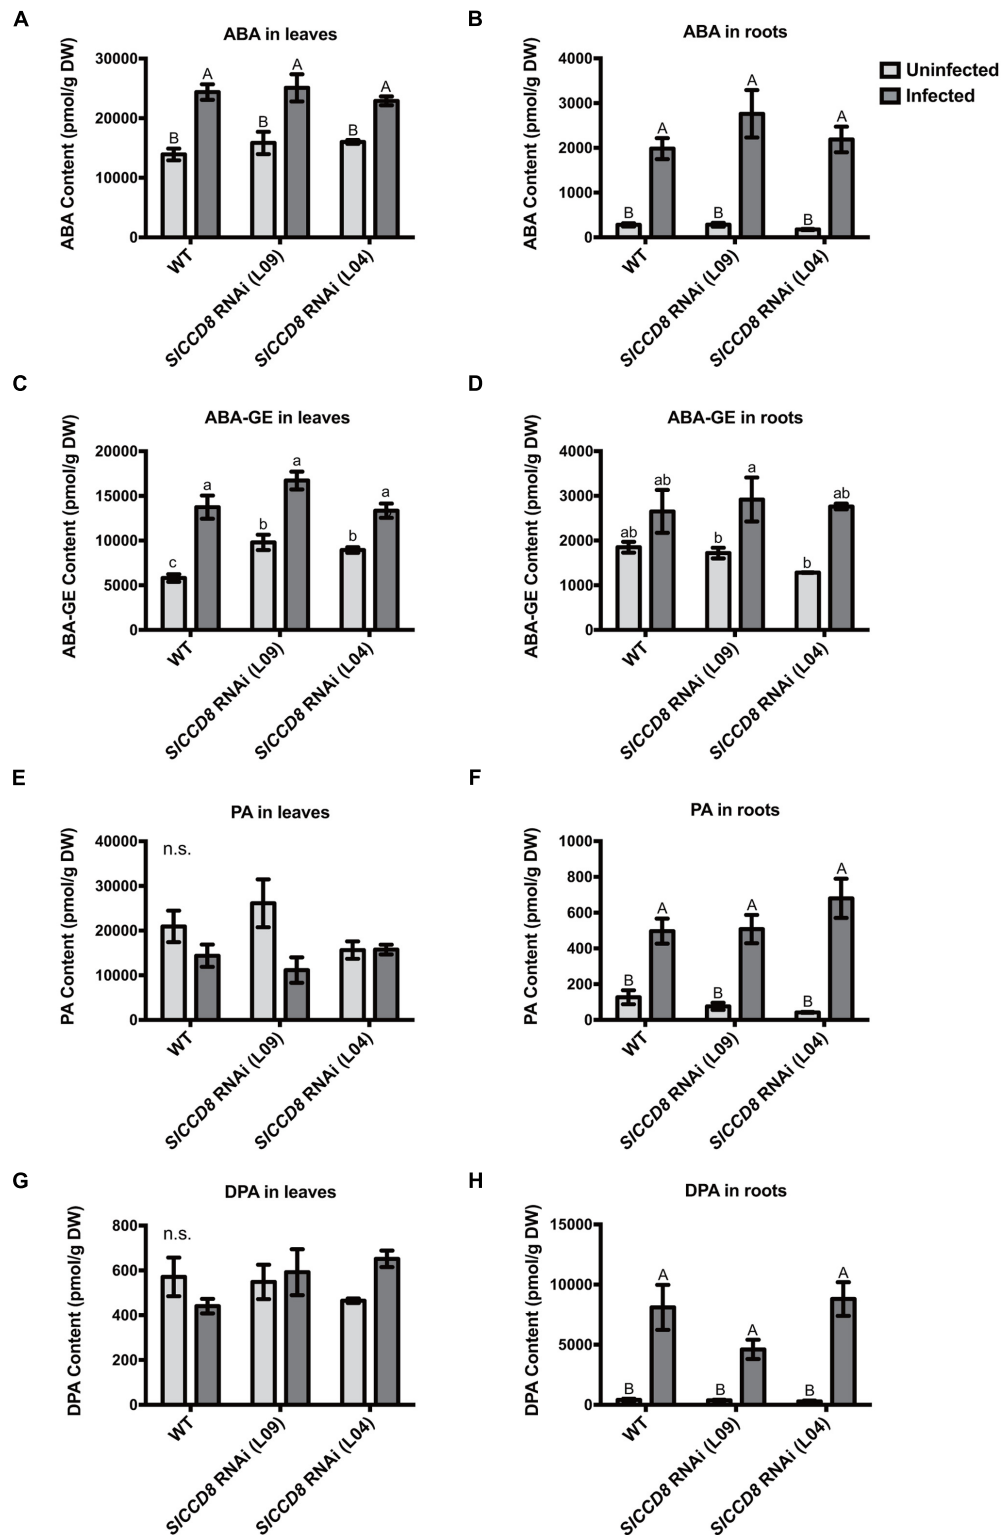 A
ABA in leaves
ABA Content (pmol/g DW)
30000
20000
10000
0
B
A
B
A
B
A
WT
SlCCD8 RNAi (L09)
SlCCD8 RNAi (L04)
B
ABA in roots
ABA Content (pmol/g DW)
4000
3000
2000
1000
0
B
A
B
A
B
A
WT
SlCCD8 RNAi (L09)
SlCCD8 RNAi (L04)
Uninfected
Infected
C
ABA-GE in leaves
ABA-GE Content (pmol/g DW)
20000
15000
10000
5000
0
c
a
b
a
b
a
WT
SlCCD8 RNAi (L09)
SlCCD8 RNAi (L04)
D
ABA-GE in roots
ABA-GE Content (pmol/g DW)
4000
3000
2000
1000
0
ab
ab
b
a
b
ab
WT
SlCCD8 RNAi (L09)
SlCCD8 RNAi (L04)
E
PA in leaves
PA Content (pmol/g DW)
40000
30000
20000
10000
0
n.s.
WT
SlCCD8 RNAi (L09)
SlCCD8 RNAi (L04)
F
PA in roots
PA Content (pmol/g DW)
1000
800
600
400
200
0
B
A
B
A
B
A
WT
SlCCD8 RNAi (L09)
SlCCD8 RNAi (L04)
G
DPA in leaves
DPA Content (pmol/g DW)
800
600
400
200
0
n.s.
WT
SlCCD8 RNAi (L09)
SlCCD8 RNAi (L04)
H
DPA in roots
DPA Content (pmol/g DW)
15000
10000
5000
0
B
A
B
A
B
A
WT
SlCCD8 RNAi (L09)
SlCCD8 RNAi (L04)